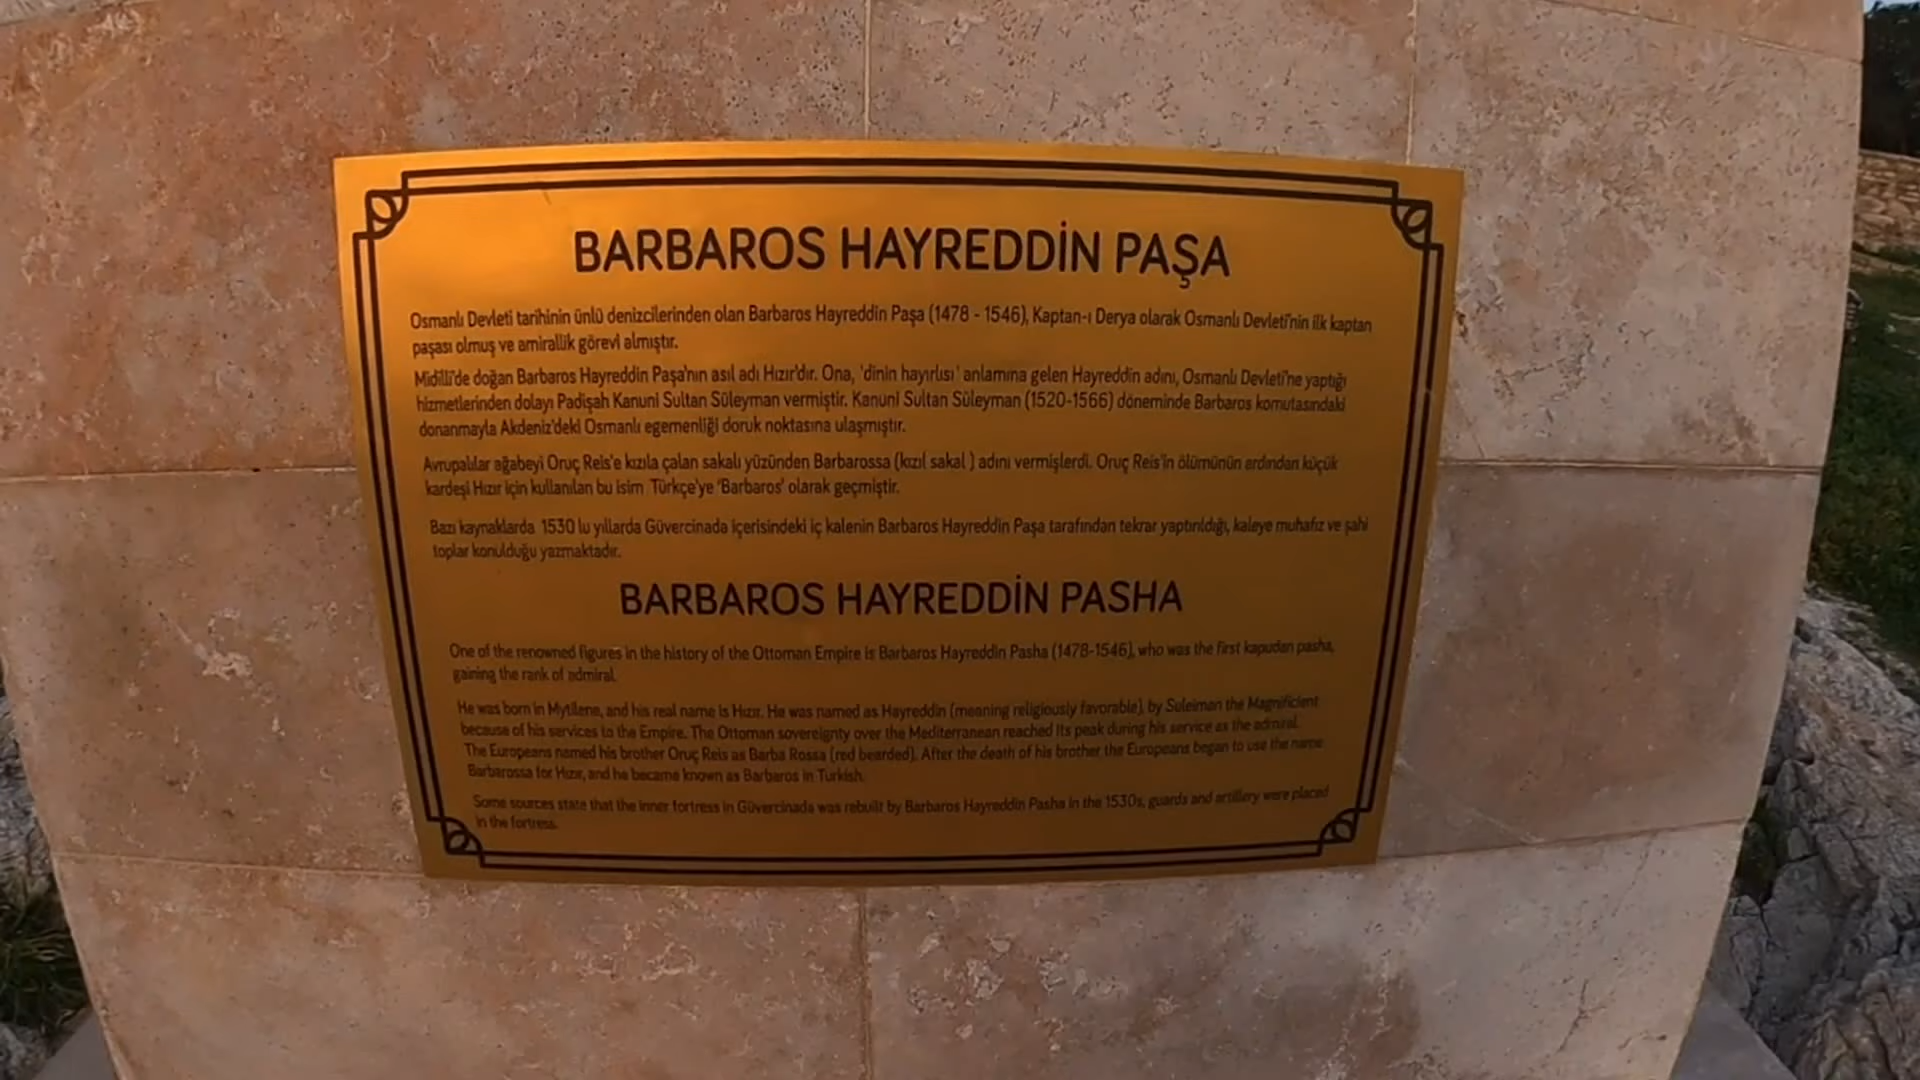 BARBAROS HAYREDDİN PAŞA
Osmanlı Devleti tarihinin ünlü denizcilerinden olan Barbaros Hayreddin Paşa (1478 - 1546), Kaptan-ı Derya olarak Osmanlı Devleti'nin ilk kaptan
paşası olmuş ve amirallik görevi almıştır.
Midilli'de doğan Barbaros Hayreddin Paşa'nın asıl adı Hızır'dır. Ona, 'dinin hayırlısı' anlamına gelen Hayreddin adını, Osmanlı Devleti'ne yaptığı
hizmetlerinden dolayı Padişah Kanuni Sultan Süleyman vermiştir. Kanuni Sultan Süleyman (1520-1566) döneminde Barbaros komutasındaki
donanmayla Akdeniz'deki Osmanlı egemenliği doruk noktasına ulaşmıştır.
Avrupalılar ağabeyi Oruç Reis'e kızıla çalan sakalı yüzünden Barbarossa (kızıl sakal ) adını vermişlerdi. Oruç Reis'in ölümünün ardından küçük
kardeşi Hızır için kullanılan bu isim Türkçe'ye 'Barbaros' olarak geçmiştir.
Bazı kaynaklarda 1530 lu yıllarda Güvercinada içerisindeki iç kalenin Barbaros Hayreddin Paşa tarafından tekrar yaptırıldığı, kaleye muhafız ve şahi
toplar konulduğu yazmaktadır.
BARBAROS HAYREDDİN PASHA
One of the renowned figures in the history of the Ottoman Empire is Barbaros Hayreddin Pasha (1478-1546), who was the first kapudan pasha,
gaining the rank of admiral.
He was born in Mytilene, and his real name is Hızır. He was named as Hayreddin (meaning religiously favorable), by Suleiman the Magnificient
because of his services to the Empire. The Ottoman sovereignty over the Mediterranean reached its peak during his service as the admiral.
The Europeans named his brother Oruç Reis as Barba Rossa (red bearded). After the death of his brother the Europeans began to use the name
Barbarossa for Hızır, and he became known as Barbaros in Turkish.
Some sources state that the inner fortress in Güvercinada was rebuilt by Barbaros Hayreddin Pasha in the 1530s, guards and artillery were placed
in the fortress.